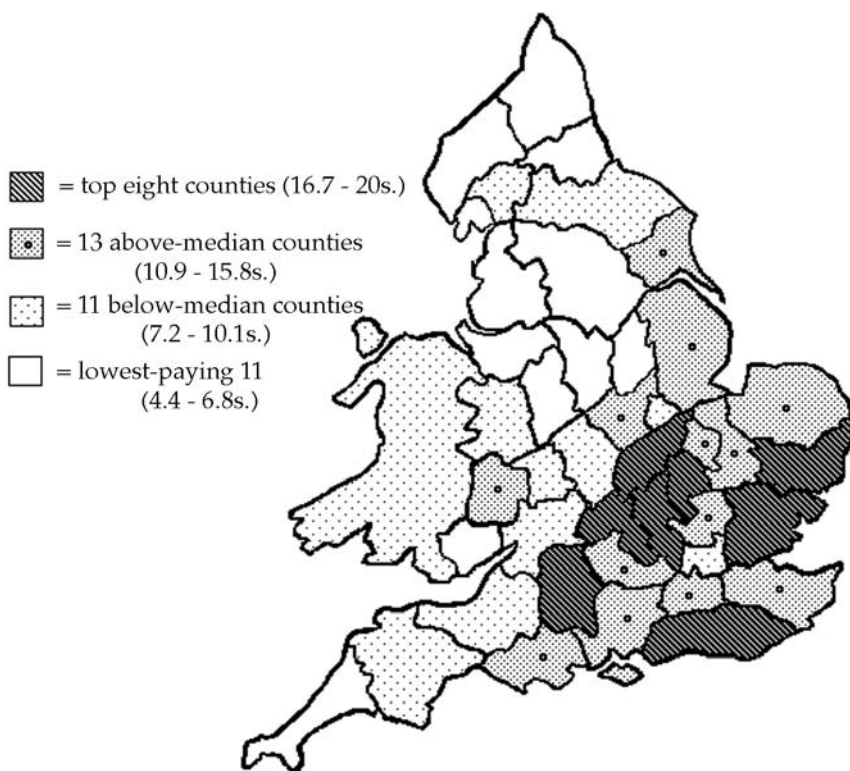 = top eight counties (16.7 - 20s.)
= 13 above-median counties
(10.9 - 15.8s.)
= 11 below-median counties
(7.2 - 10.1s.)
= lowest-paying 11
(4.4 - 6.8s.)